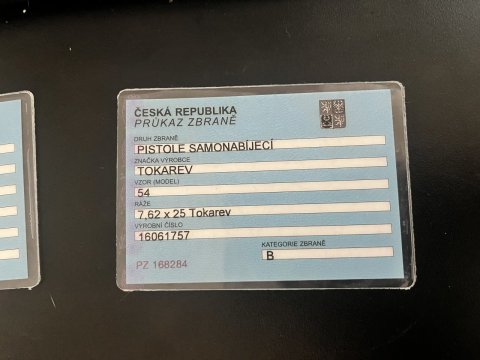 ČESKÁ REPUBLIKA
PRŮKAZ ZBRANĚ
DRUH ZBRANĚ
PISTOLE SAMONABÍJECÍ
ZNAČKA VÝROBCE
TOKAREV
VZOR (MODEL)
54
RÁŽE
7,62 x 25 Tokarev
VÝROBNÍ ČÍSLO
16061757
KATEGORIE ZBRANĚ
B
PZ 168284